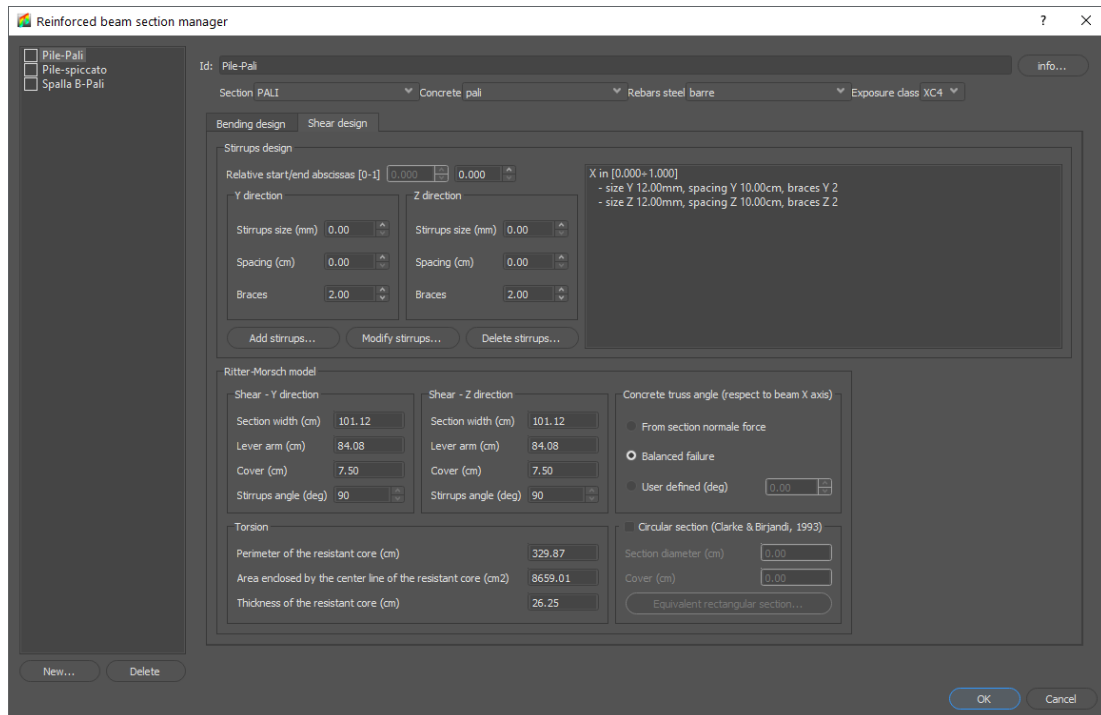 Reinforced beam section manager
Pile-Pali
Pile-spiccato
Spalla B-Pali
New... Delete
Id: Pile-Pali info...
Section PALI Concrete pali Rebars steel barre Exposure class XC4
Bending design Shear design
Stirrups design
Relative start/end abscissas [0-1] 0.000 0.000
Y direction Z direction
Stirrups size (mm) 0.00 Stirrups size (mm) 0.00
Spacing (cm) 0.00 Spacing (cm) 0.00
Braces 2.00 Braces 2.00
Add stirrups... Modify stirrups... Delete stirrups...
X in [0.000÷1.000]
- size Y 12.00mm, spacing Y 10.00cm, braces Y 2
- size Z 12.00mm, spacing Z 10.00cm, braces Z 2
Ritter-Morsch model
Shear - Y direction
Section width (cm) 101.12
Lever arm (cm) 84.08
Cover (cm) 7.50
Stirrups angle (deg) 90
Shear - Z direction
Section width (cm) 101.12
Lever arm (cm) 84.08
Cover (cm) 7.50
Stirrups angle (deg) 90
Concrete truss angle (respect to beam X axis)
From section normale force
Balanced failure
User defined (deg) 0.00
Torsion
Perimeter of the resistant core (cm) 329.87
Area enclosed by the center line of the resistant core (cm2) 8659.01
Thickness of the resistant core (cm) 26.25
Circular section (Clarke & Birjandi, 1993)
Section diameter (cm) 0.00
Cover (cm) 0.00
Equivalent rectangular section...
OK Cancel